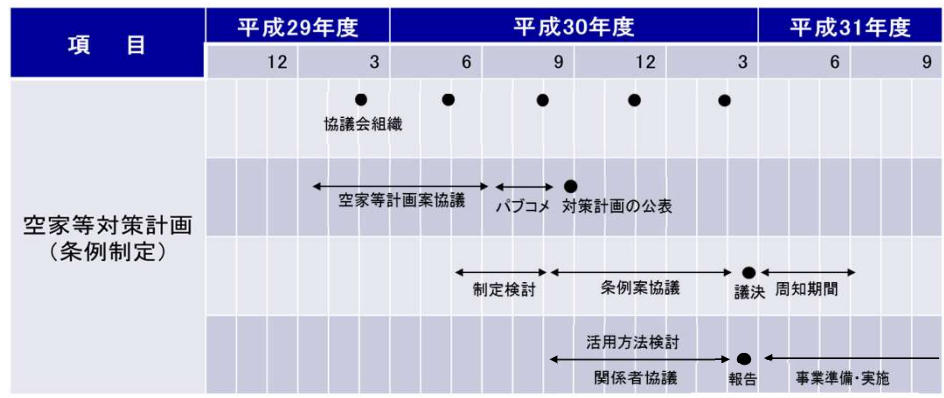 項 目
平成29年度
平成30年度
平成31年度
12
3
6
9
12
3
6
9
空家等対策計画
（条例制定）
協議会組織
空家等計画案協議
パブコメ
対策計画の公表
制定検討
条例案協議
議決
周知期間
活用方法検討
関係者協議
報告
事業準備・実施